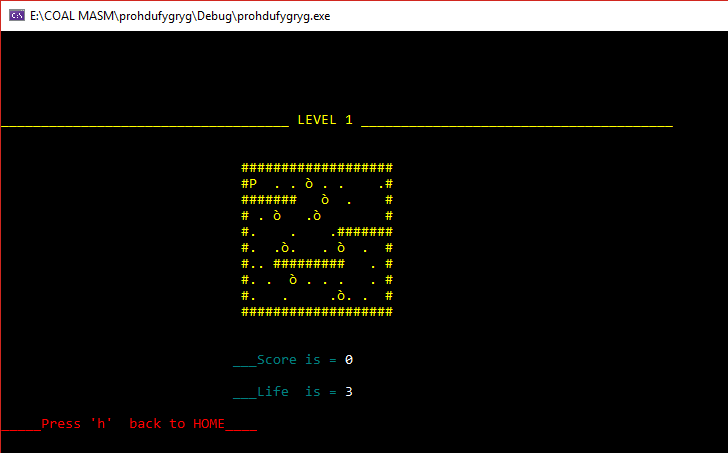 E:\COAL MASM\prohdufygryg\Debug\prohdufygryg.exe
____________________________________ LEVEL 1 _______________________________________
###################
#P  . . ò . .    .#
#######   ò  .    #
# . ò   .ò        #
#.    .    .#######
#.  .ò.   . ò  .  #
#.. #########   . #
#. .  ò . . .   . #
#.   .     .ò. .  #
###################
___Score is = 0
___Life  is = 3
_____Press 'h'  back to HOME____